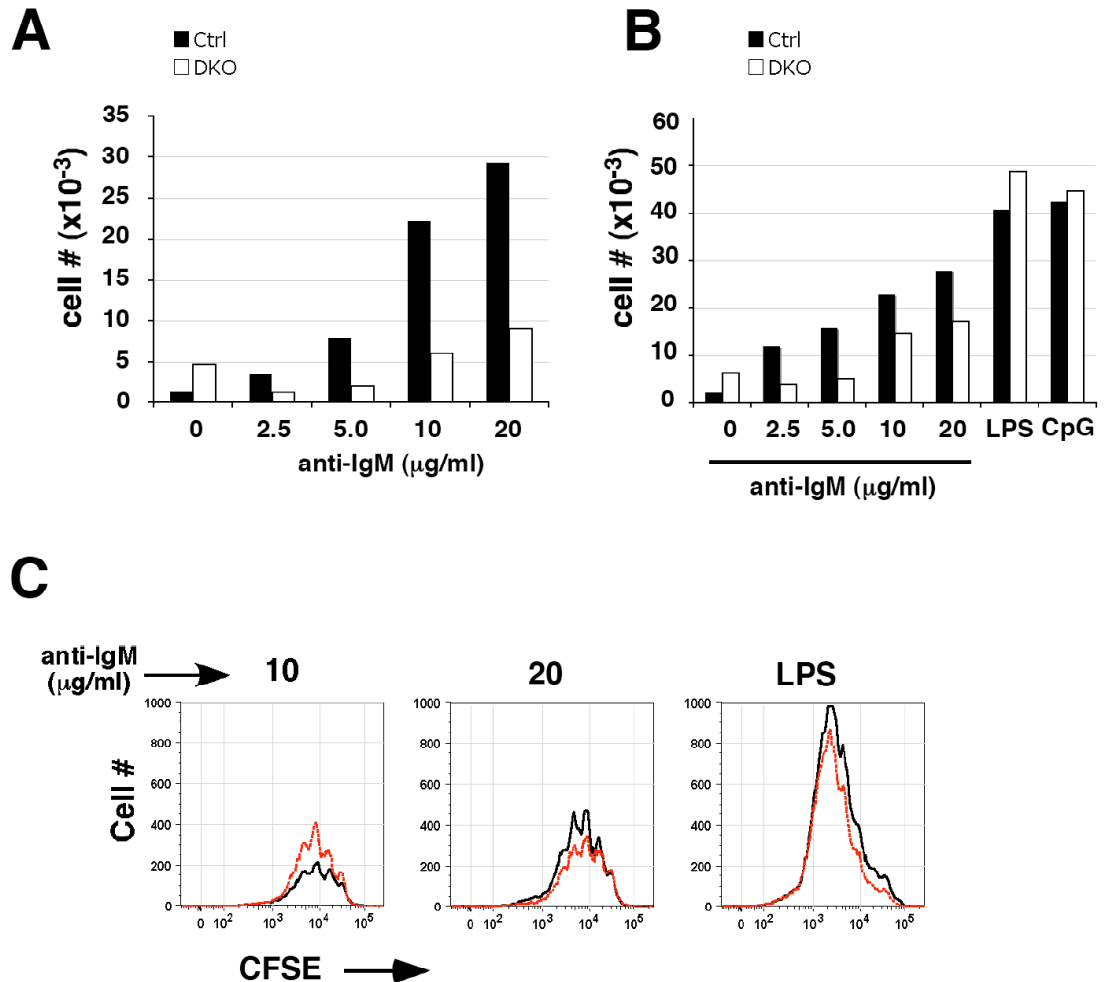 A
Ctrl
DKO
35
30
25
20
15
10
5
0
cell # (x10-3)
0 2.5 5.0 10 20
anti-IgM (μg/ml)
B
Ctrl
DKO
60
50
40
30
20
10
0
cell # (x10-3)
0 2.5 5.0 10 20 LPS CpG
anti-IgM (μg/ml)
C
anti-IgM
(μg/ml)
10
20
LPS
1000
800
600
400
200
0
0 10² 10³ 10⁴ 10⁵
1000
800
600
400
200
0
0 10² 10³ 10⁴ 10⁵
1000
800
600
400
200
0
0 10² 10³ 10⁴ 10⁵
Cell #
CFSE